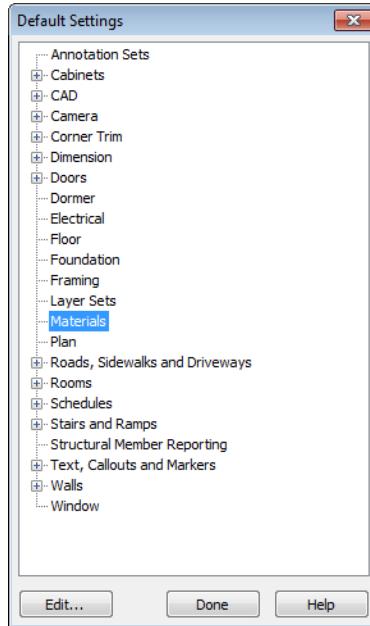 Default Settings
Annotation Sets
Cabinets
CAD
Camera
Corner Trim
Dimension
Doors
Dormer
Electrical
Floor
Foundation
Framing
Layer Sets
Materials
Plan
Roads, Sidewalks and Driveways
Rooms
Schedules
Stairs and Ramps
Structural Member Reporting
Text, Callouts and Markers
Walls
Window
Edit... Done Help